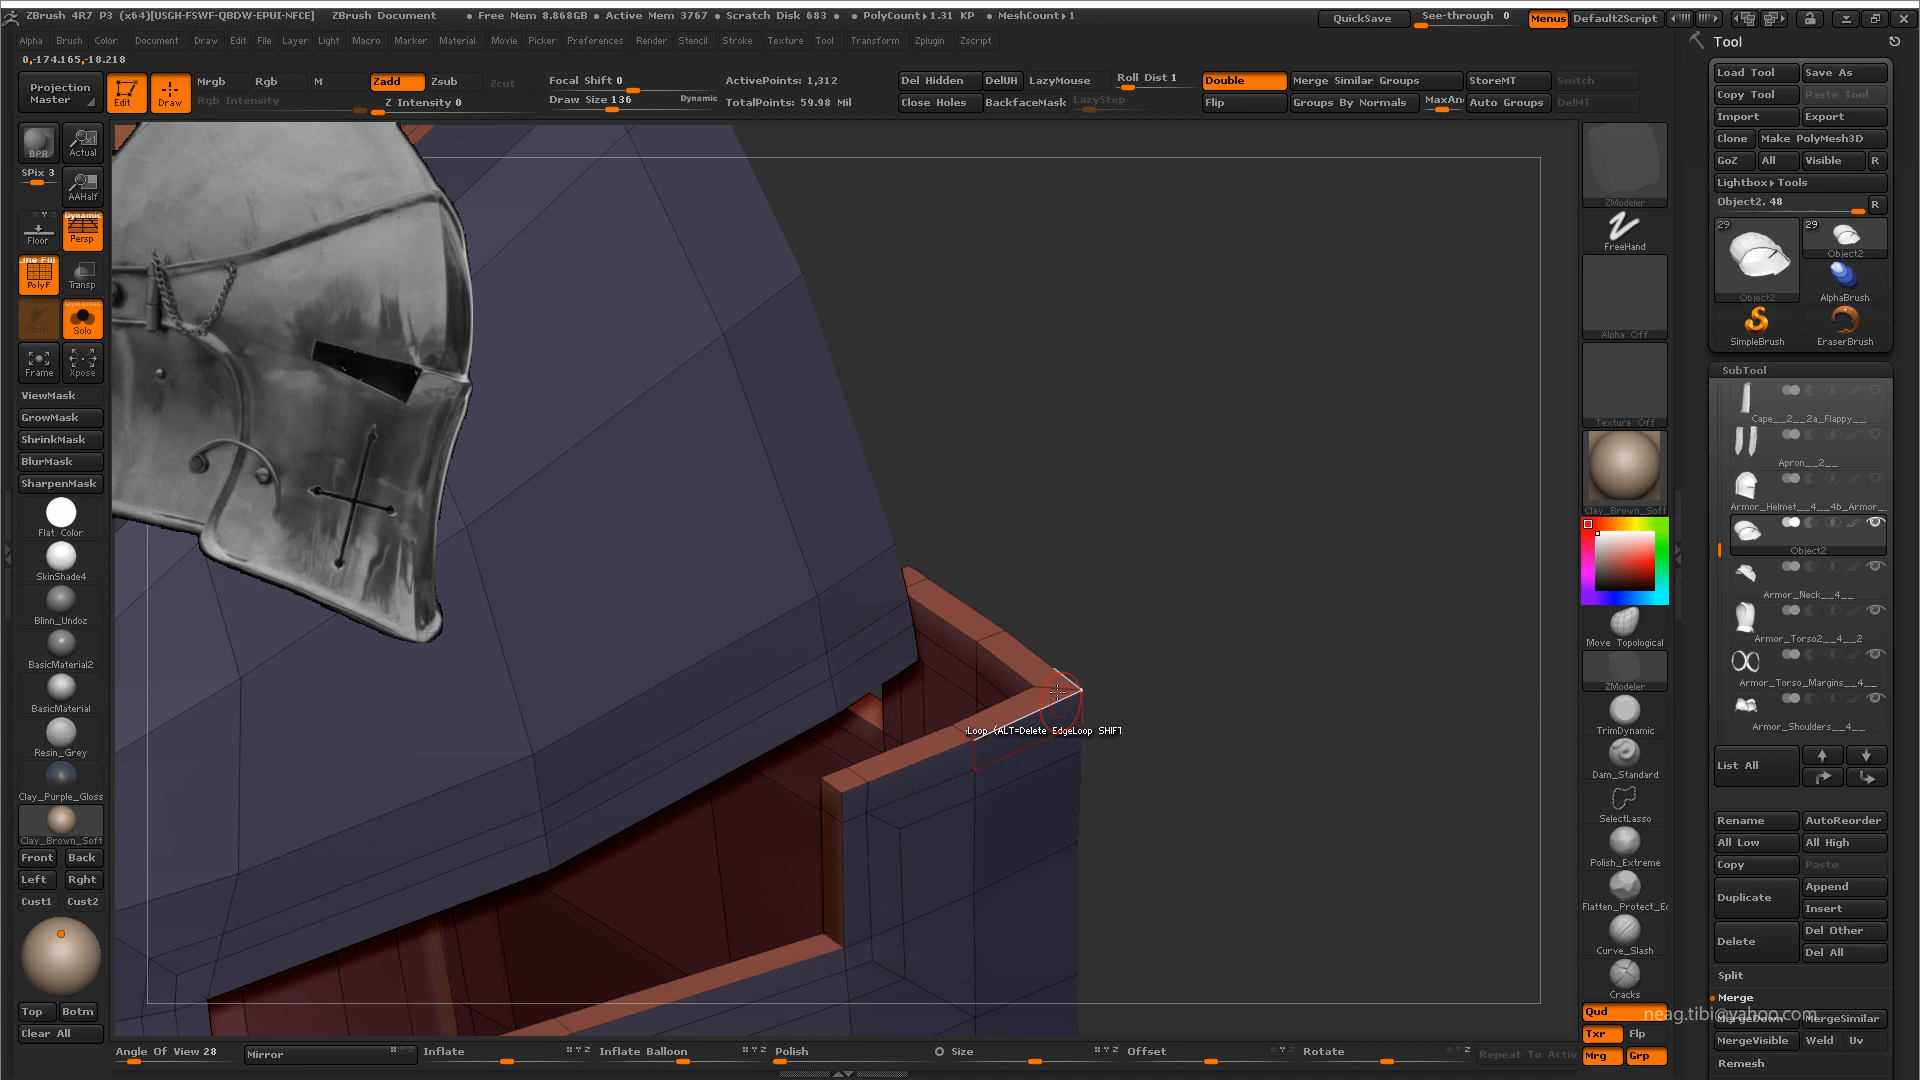 ZBrush 4R7 P3 (x64)[USGH-FSWF-QBDW-EPUI-NFCE] ZBrush Document • Free Mem 8.868GB • Active Mem 3767 • Scratch Disk 683 • PolyCount▸1.31 KP • MeshCount▸1 QuickSave See-through 0 Menus DefaultZScript
Alpha Brush Color Document Draw Edit File Layer Light Macro Marker Material Movie Picker Preferences Render Stencil Stroke Texture Tool Transform Zplugin Zscript
0,-174.165,-18.218
Projection Master
Edit
Draw
Mrgb Rgb M Zadd Zsub Zcut
Rgb Intensity Z Intensity 0
Focal Shift 0
Draw Size 136 Dynamic
ActivePoints: 1,312
TotalPoints: 59.98 Mil
Del Hidden DelUH LazyMouse Roll Dist 1
Close Holes BackfaceMask LazyStep
Double Merge Similar Groups StoreMT Switch
Flip Groups By Normals MaxAn Auto Groups DelMT
BPR Actual
SPix 3 AAHalf
Floor Dynamic Persp
Line Fill PolyF Transp
Ghost Dynamic Solo
Frame Xpose
ViewMask
GrowMask
ShrinkMask
BlurMask
SharpenMask
Flat Color
SkinShade4
Blinn_Undoz
BasicMaterial2
BasicMaterial
Resin_Grey
Clay_Purple_Gloss
Clay_Brown_Soft
Front Back
Left Rght
Cust1 Cust2
Top Botm
Clear All
Loop (ALT=Delete EdgeLoop SHIFT
ZModeler
FreeHand
Alpha Off
Texture Off
Clay_Brown_Soft
Move Topological
ZModeler
TrimDynamic
Dam_Standard
SelectLasso
Polish_Extreme
Flatten_Protect_Ed
Curve_Slash
Cracks
Qud
Txr Flp
Mrg Grp
Tool
Load Tool Save As
Copy Tool Paste Tool
Import Export
Clone Make PolyMesh3D
GoZ All Visible R
Lightbox▸Tools
Object2. 48 R
29 29
Object2
Object2 AlphaBrush
SimpleBrush EraserBrush
SubTool
Cape__2__2a_Flappy__
Apron__2__
Armor_Helmet__4__4b_Armor_
Object2
Armor_Neck__4__
Armor_Torso2__4__2
Armor_Torso_Margins__4__
Armor_Shoulders__4__
List All
Rename AutoReorder
All Low All High
Copy Paste
Duplicate Append
Insert
Delete Del Other
Del All
Split
Merge
neag.tibi@yahoo.com
MergeDown MergeSimilar
MergeVisible Weld Uv
Remesh
Angle Of View 28 Mirror Inflate Inflate Balloon Polish Size Offset Rotate Repeat To Activ